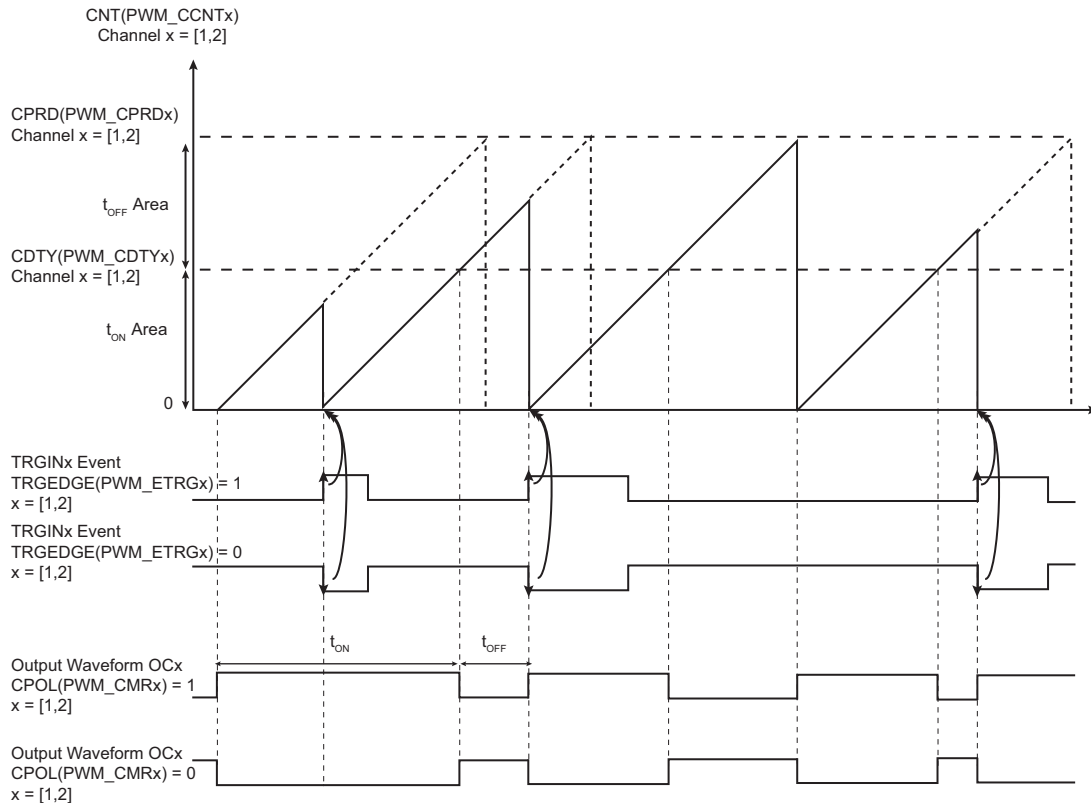 CNT(PWM_CCNTx)
Channel x = [1,2]
CPRD(PWM_CPRDx)
Channel x = [1,2]
tOFF Area
CDTY(PWM_CDTYx)
Channel x = [1,2]
tON Area
0
TRGINx Event
TRGEDGE(PWM_ETRGx) = 1
x = [1,2]
TRGINx Event
TRGEDGE(PWM_ETRGx) = 0
x = [1,2]
tON
tOFF
Output Waveform OCx
CPOL(PWM_CMRx) = 1
x = [1,2]
Output Waveform OCx
CPOL(PWM_CMRx) = 0
x = [1,2]